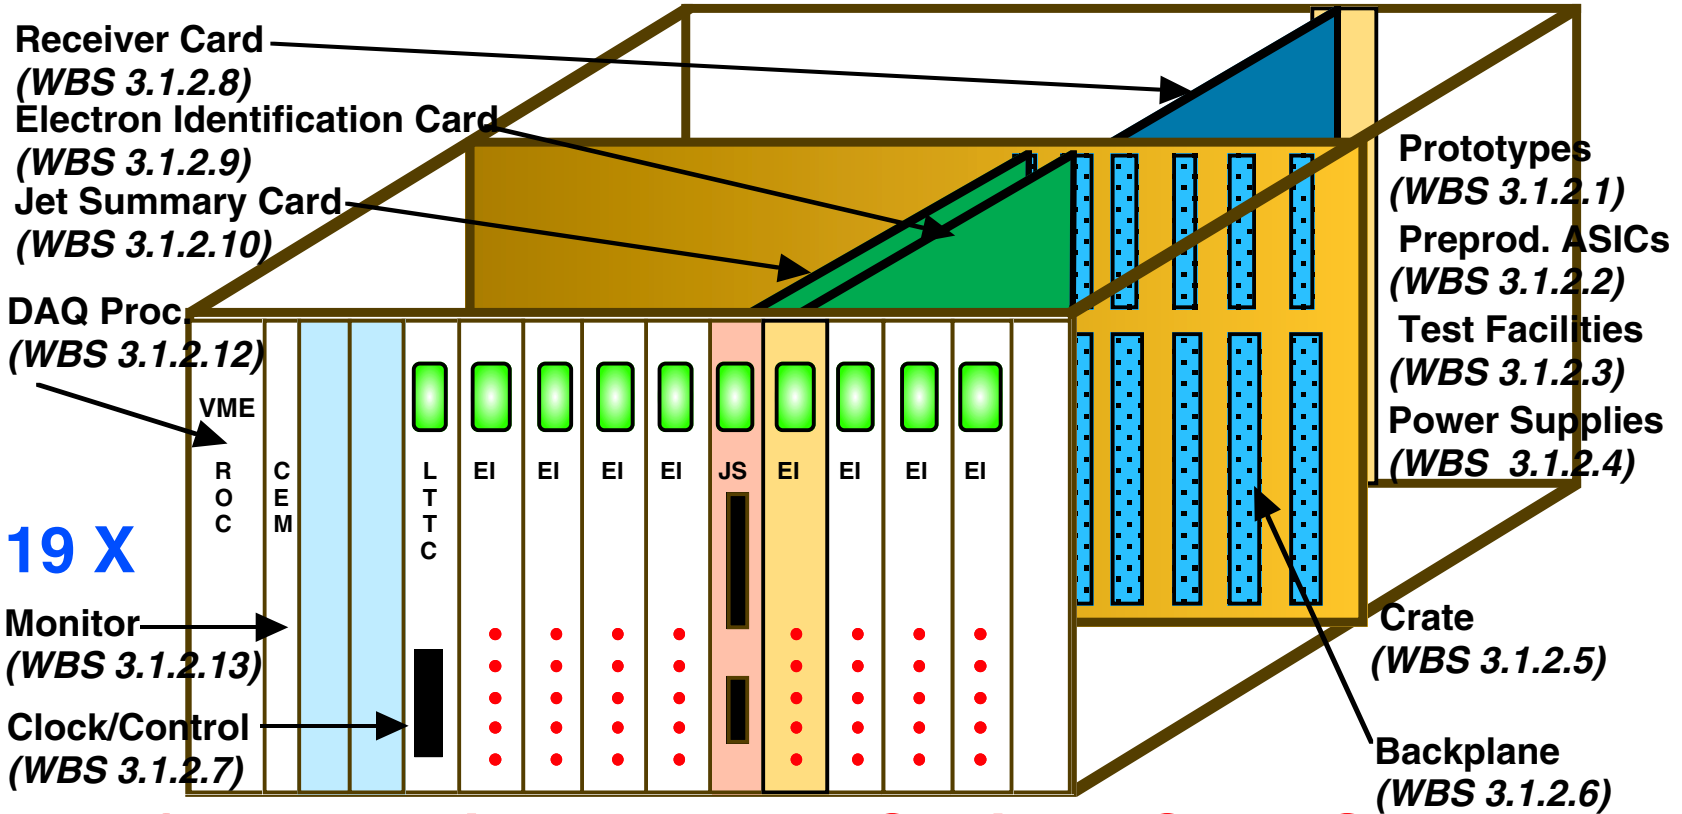 Receiver Card
(WBS 3.1.2.8)
Electron Identification Card
(WBS 3.1.2.9)
Jet Summary Card
(WBS 3.1.2.10)
DAQ Proc.
(WBS 3.1.2.12)
VME
ROC
CEM
LTTC
EI
EI
EI
EI
JS
EI
EI
EI
EI
19 X
Monitor
(WBS 3.1.2.13)
Clock/Control
(WBS 3.1.2.7)
Prototypes
(WBS 3.1.2.1)
Preprod. ASICs
(WBS 3.1.2.2)
Test Facilities
(WBS 3.1.2.3)
Power Supplies
(WBS 3.1.2.4)
Crate
(WBS 3.1.2.5)
Backplane
(WBS 3.1.2.6)